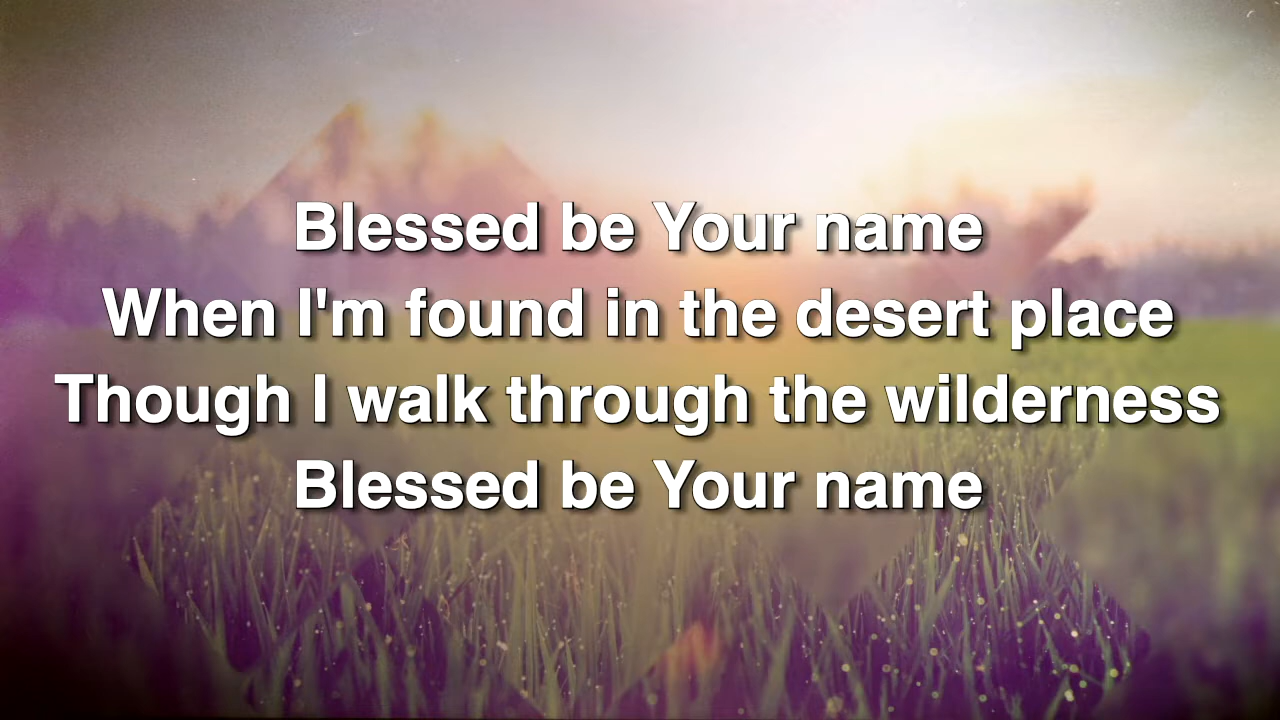 Blessed be Your name
When I'm found in the desert place
Though I walk through the wilderness
Blessed be Your name